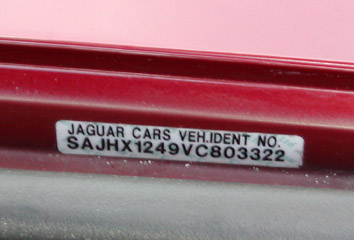 JAGUAR CARS VEH.IDENT NO.
SAJHX1249VC803322